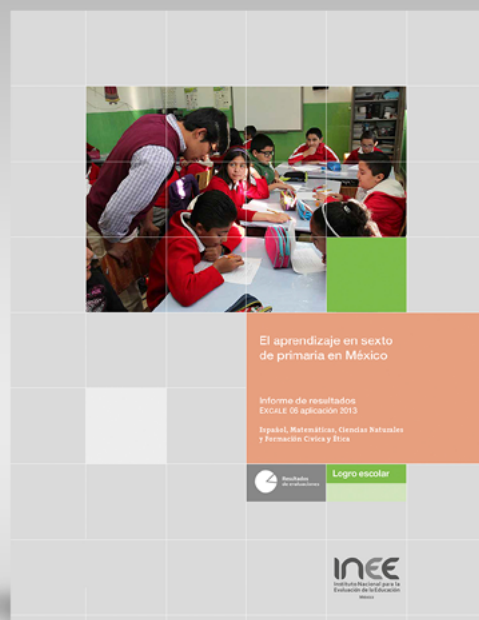 El aprendizaje en sexto
de primaria en México
Informe de resultados
EXCALE 06 aplicación 2013
Español, Matemáticas, Ciencias Naturales
y Formación Cívica y Ética
Resultados
de evaluaciones
Logro escolar
INEE
Instituto Nacional para la
Evaluación de la Educación
México